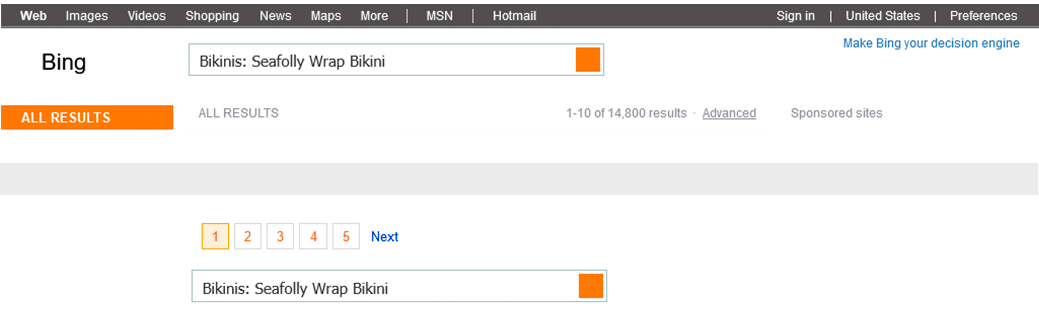 Web Images Videos Shopping News Maps More | MSN | Hotmail Sign in | United States | Preferences
Make Bing your decision engine
Bing Bikinis: Seafolly Wrap Bikini
ALL RESULTS ALL RESULTS 1-10 of 14,800 results · Advanced Sponsored sites
1 2 3 4 5 Next
Bikinis: Seafolly Wrap Bikini